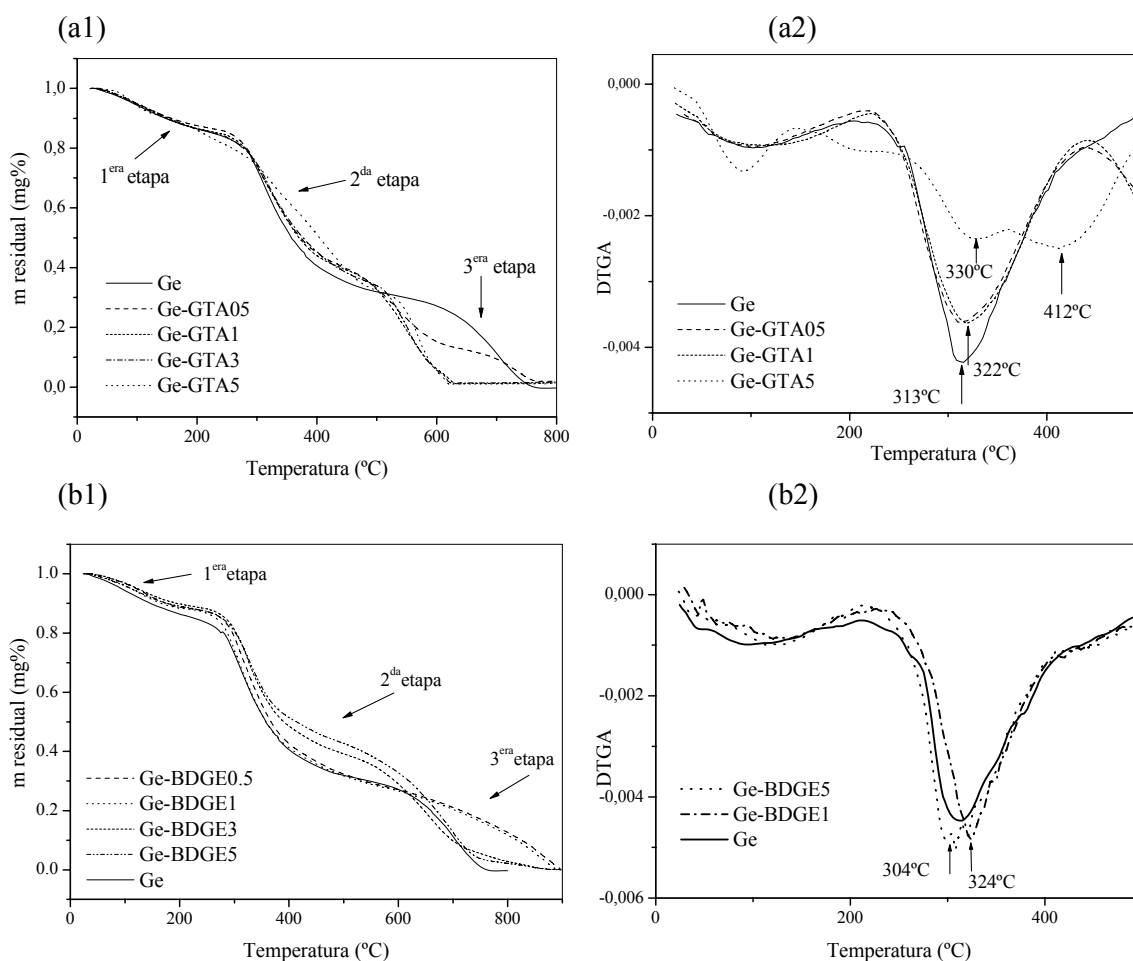 (a1)
1,0
0,8
0,6
0,4
0,2
0,0
m residual (mg%)
1era etapa
2da etapa
3era etapa
Ge
Ge-GTA05
Ge-GTA1
Ge-GTA3
Ge-GTA5
0 200 400 600 800
Temperatura (ºC)
(a2)
0,000
-0,002
-0,004
DTGA
330ºC
412ºC
322ºC
313ºC
Ge
Ge-GTA05
Ge-GTA1
Ge-GTA5
0 200 400
Temperatura (ºC)
(b1)
1.0
0.8
0.6
0.4
0.2
0.0
m residual (mg%)
1era etapa
2da etapa
3era etapa
Ge-BDGE0.5
Ge-BDGE1
Ge-BDGE3
Ge-BDGE5
Ge
0 200 400 600 800
Temperatura (ºC)
(b2)
0,000
-0,002
-0,004
-0,006
DTGA
Ge-BDGE5
Ge-BDGE1
Ge
304ºC
324ºC
0 200 400
Temperatura (ºC)